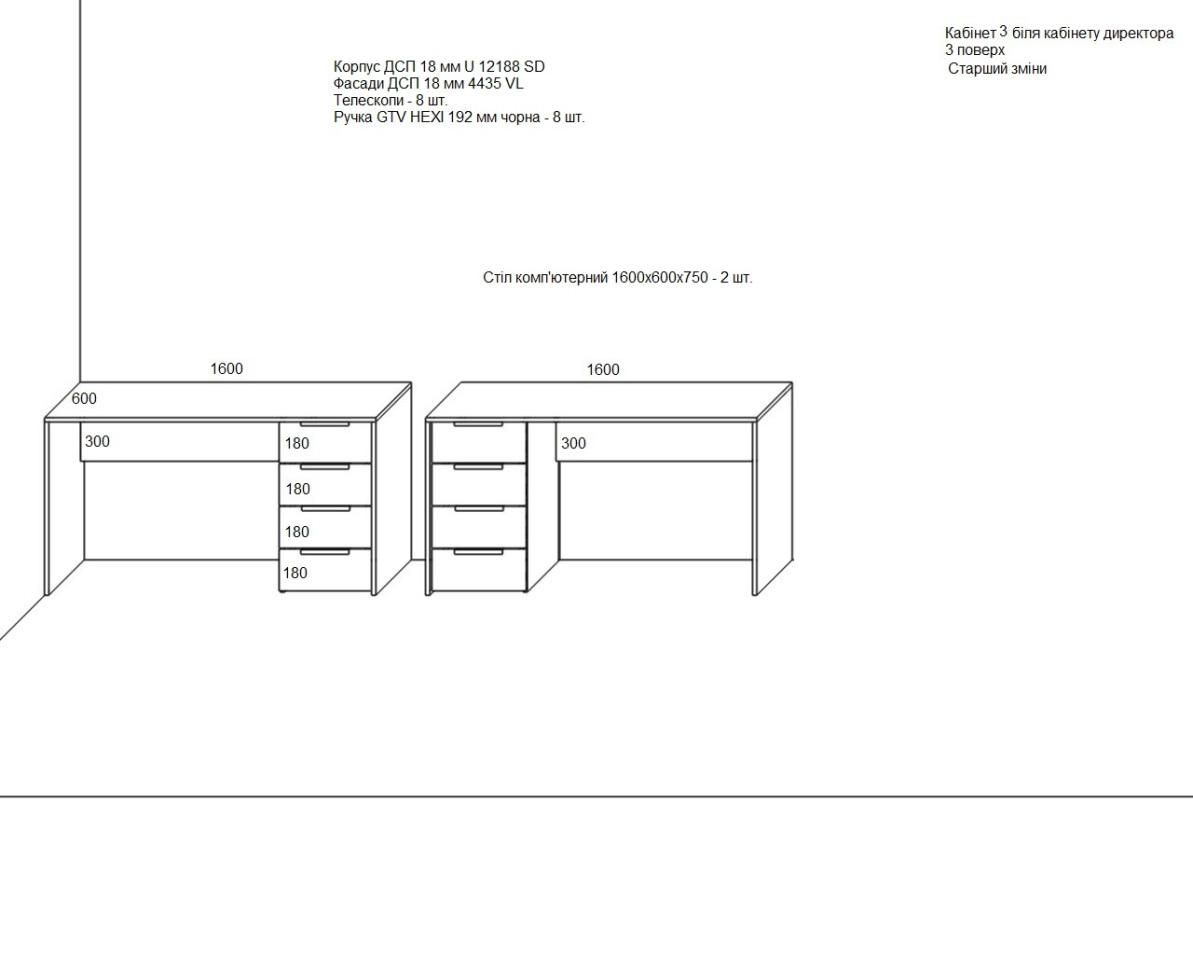 Кабінет 3 біля кабінету директора
3 поверх
Старший зміни
Корпус ДСП 18 мм U 12188 SD
Фасади ДСП 18 мм 4435 VL
Телескопи - 8 шт.
Ручка GTV HEXI 192 мм чорна - 8 шт.
Стіл комп'ютерний 1600х600х750 - 2 шт.
1600
1600
600
300
180
300
180
180
180